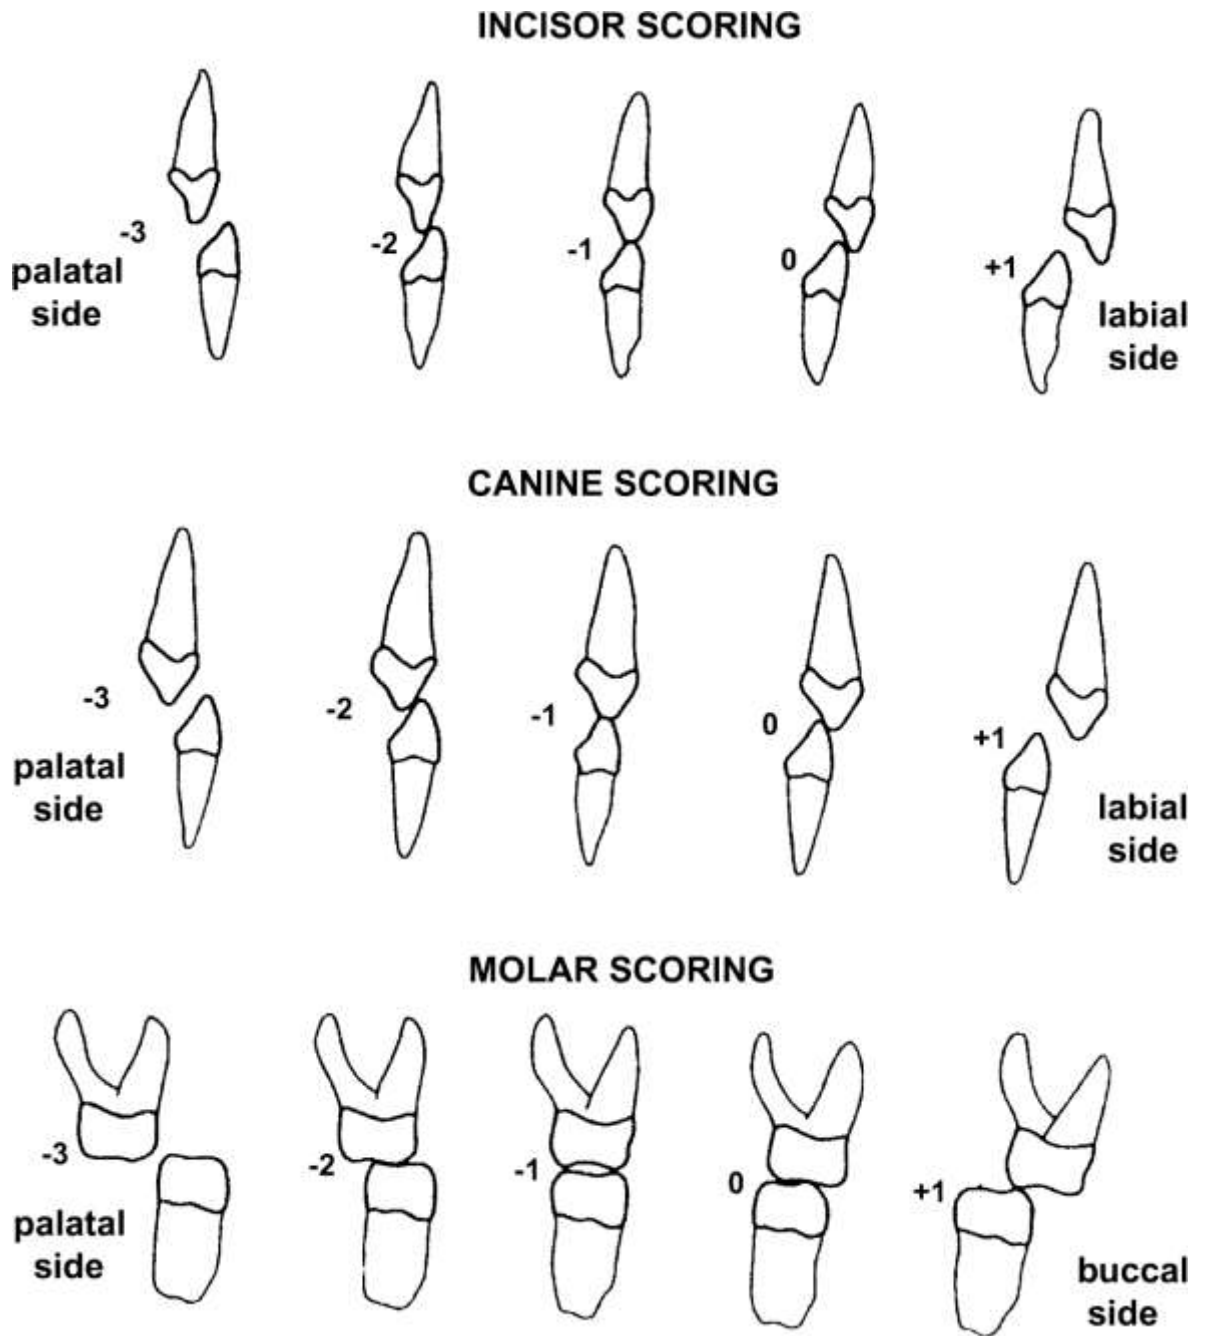 INCISOR SCORING
-3
-2
-1
0
+1
palatal
side
labial
side
CANINE SCORING
-3
-2
-1
0
+1
palatal
side
labial
side
MOLAR SCORING
-3
-2
-1
0
+1
palatal
side
buccal
side